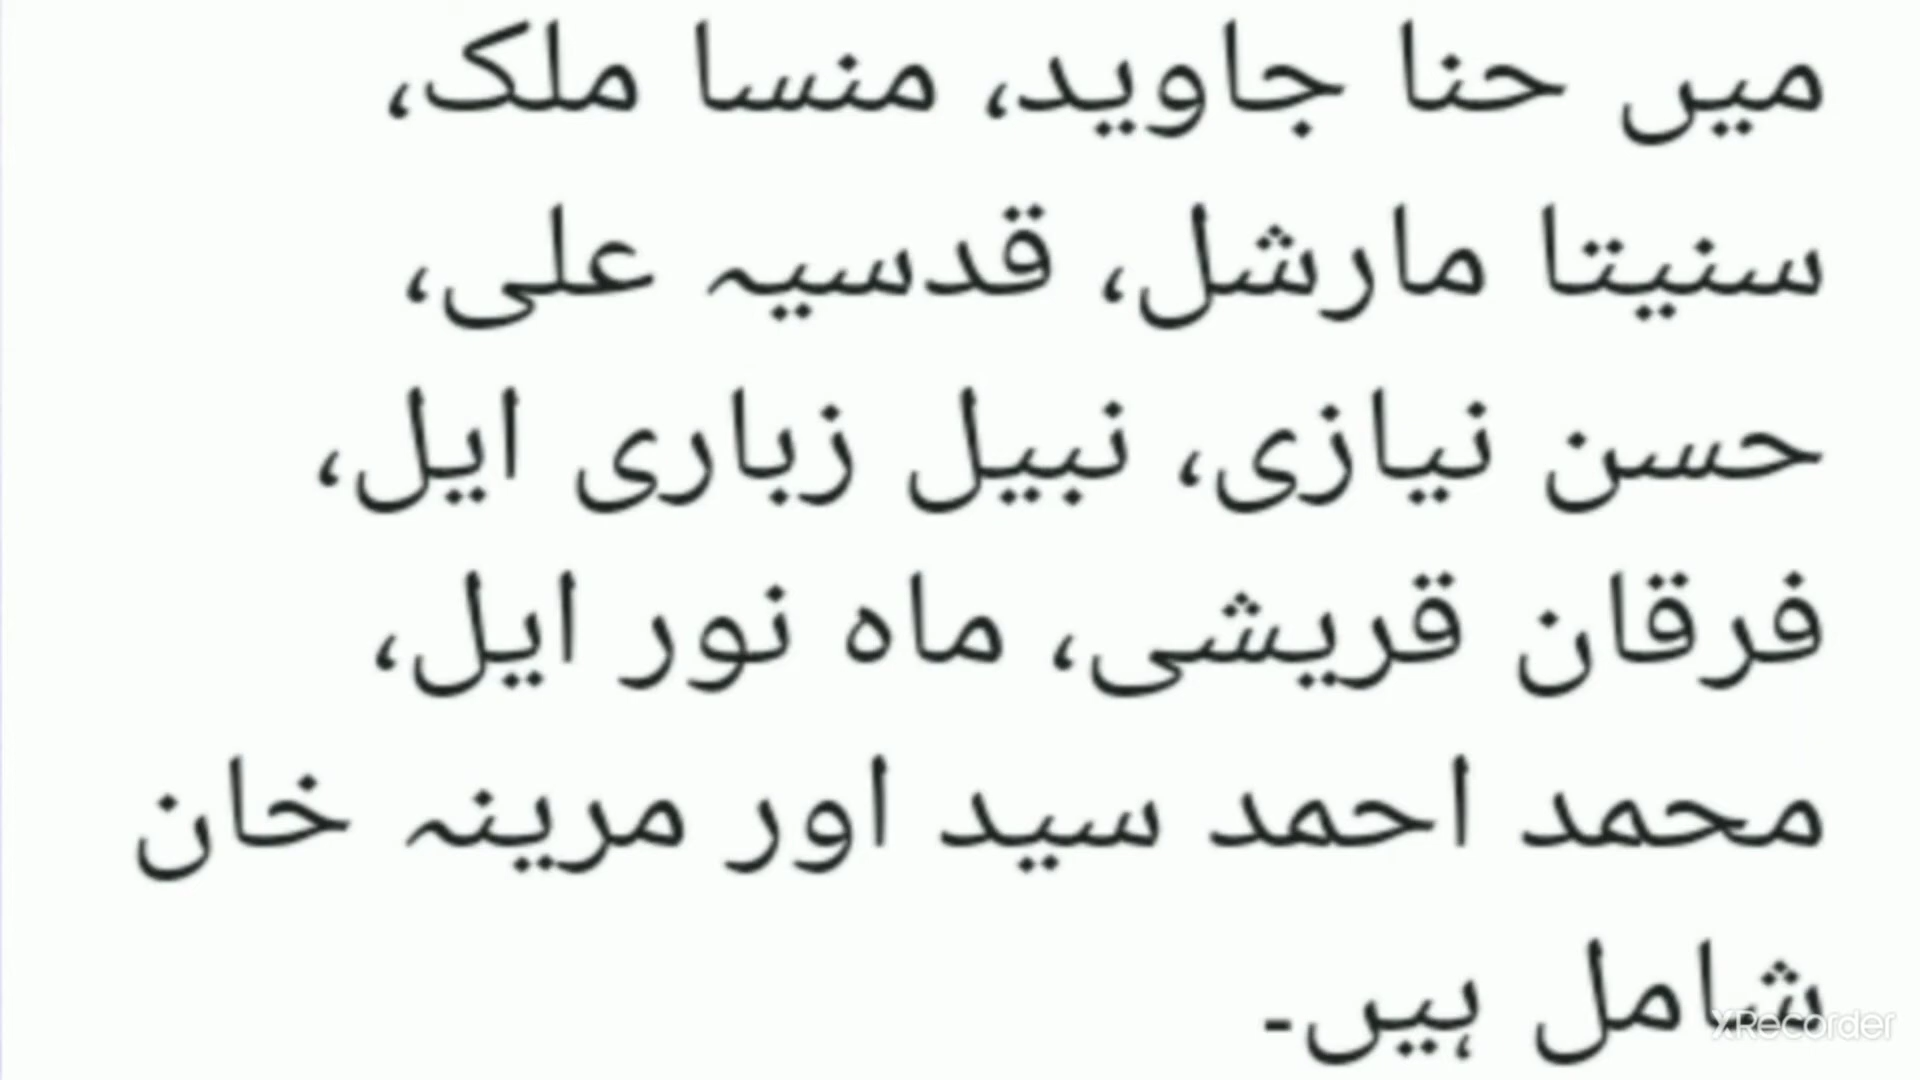 میں حنا جاوید، منسا ملک،
سنیتا مارشل، قدسیہ علی،
حسن نیازی، نبیل زباری ایل،
فرقان قریشی، ماہ نور ایل،
محمد احمد سید اور مرینہ خان
شامل ہیں۔
XRecorder